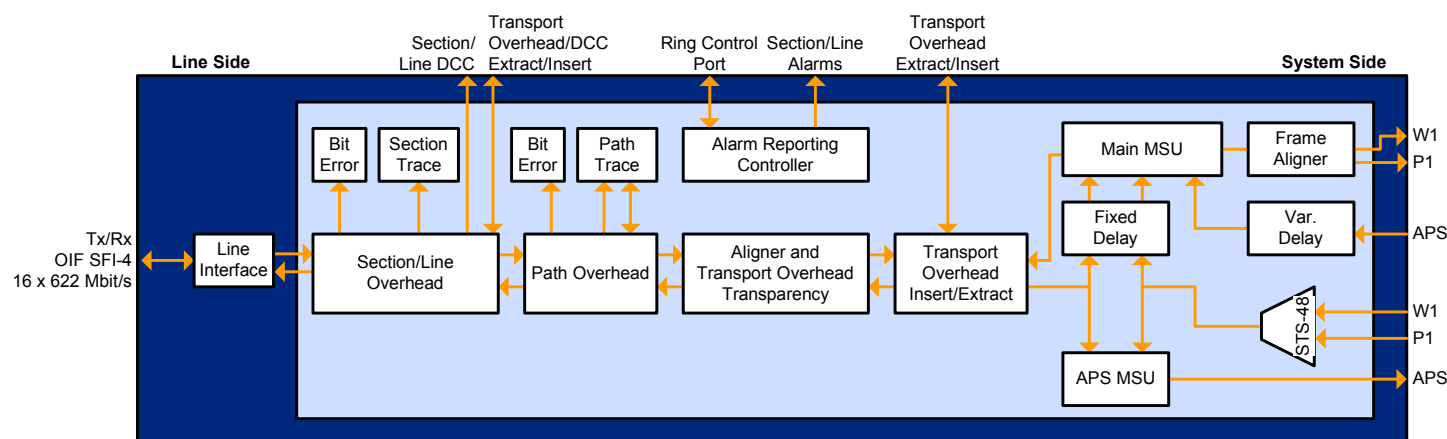 Line Side
Section/
Line DCC
Transport
Overhead/DCC
Extract/Insert
Ring Control
Port
Section/Line
Alarms
Transport
Overhead
Extract/Insert
System Side
Bit
Error
Section
Trace
Bit
Error
Path
Trace
Alarm Reporting
Controller
Main MSU
Frame
Aligner
W1
P1
Tx/Rx
OIF SFI-4
16 x 622 Mbit/s
Line
Interface
Section/Line
Overhead
Path Overhead
Aligner and
Transport Overhead
Transparency
Transport
Overhead
Insert/Extract
Fixed
Delay
Var.
Delay
APS
STS-48
W1
P1
APS MSU
APS